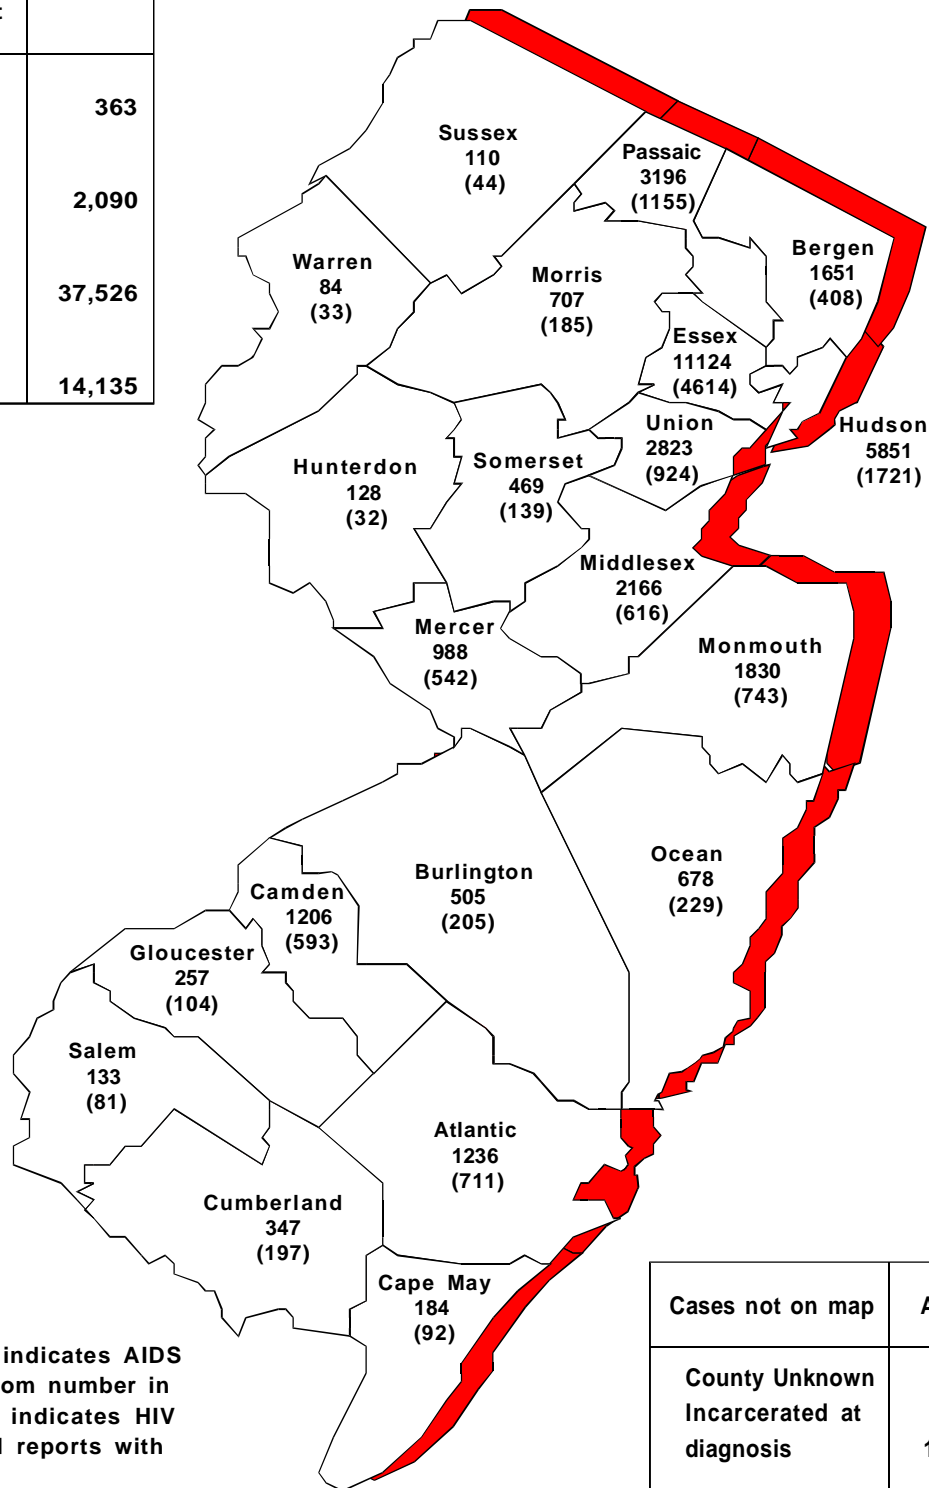 363
2,090
37,526
14,135
Sussex
110
(44)
Passaic
3196
(1155)
Bergen
1651
(408)
Warren
84
(33)
Morris
707
(185)
Essex
11124
(4614)
Hudson
5851
(1721)
Union
2823
(924)
Hunterdon
128
(32)
Somerset
469
(139)
Middlesex
2166
(616)
Mercer
988
(542)
Monmouth
1830
(743)
Ocean
678
(229)
Burlington
505
(205)
Camden
1206
(593)
Gloucester
257
(104)
Salem
133
(81)
Atlantic
1236
(711)
Cumberland
347
(197)
Cape May
184
(92)
indicates AIDS
om number in
indicates HIV
reports with
Cases not on map A
County Unknown
Incarcerated at
diagnosis 1